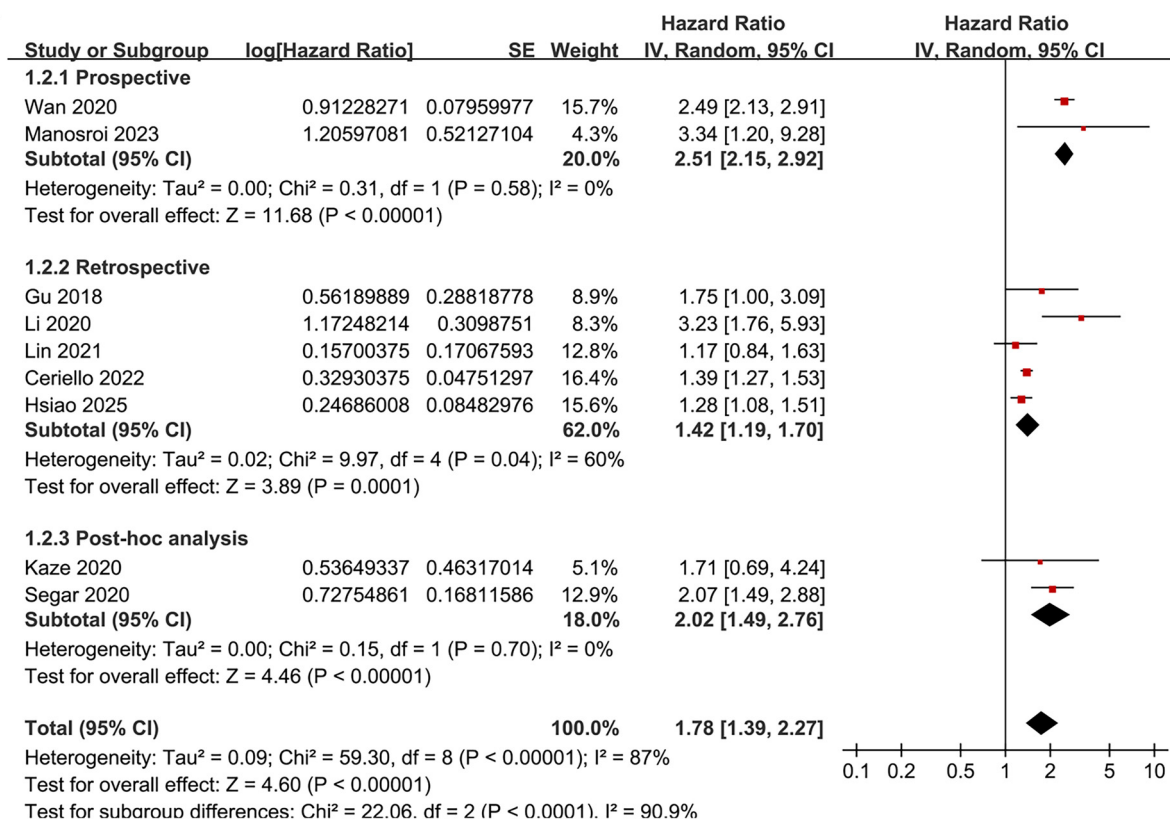 Hazard Ratio Hazard Ratio
Study or Subgroup log[Hazard Ratio] SE Weight IV, Random, 95% CI IV, Random, 95% CI
1.2.1 Prospective
Wan 2020 0.91228271 0.07959977 15.7% 2.49 [2.13, 2.91]
Manosroi 2023 1.20597081 0.52127104 4.3% 3.34 [1.20, 9.28]
Subtotal (95% CI) 20.0% 2.51 [2.15, 2.92]
Heterogeneity: Tau² = 0.00; Chi² = 0.31, df = 1 (P = 0.58); I² = 0%
Test for overall effect: Z = 11.68 (P < 0.00001)
1.2.2 Retrospective
Gu 2018 0.56189889 0.28818778 8.9% 1.75 [1.00, 3.09]
Li 2020 1.17248214 0.3098751 8.3% 3.23 [1.76, 5.93]
Lin 2021 0.15700375 0.17067593 12.8% 1.17 [0.84, 1.63]
Ceriello 2022 0.32930375 0.04751297 16.4% 1.39 [1.27, 1.53]
Hsiao 2025 0.24686008 0.08482976 15.6% 1.28 [1.08, 1.51]
Subtotal (95% CI) 62.0% 1.42 [1.19, 1.70]
Heterogeneity: Tau² = 0.02; Chi² = 9.97, df = 4 (P = 0.04); I² = 60%
Test for overall effect: Z = 3.89 (P = 0.0001)
1.2.3 Post-hoc analysis
Kaze 2020 0.53649337 0.46317014 5.1% 1.71 [0.69, 4.24]
Segar 2020 0.72754861 0.16811586 12.9% 2.07 [1.49, 2.88]
Subtotal (95% CI) 18.0% 2.02 [1.49, 2.76]
Heterogeneity: Tau² = 0.00; Chi² = 0.15, df = 1 (P = 0.70); I² = 0%
Test for overall effect: Z = 4.46 (P < 0.00001)
Total (95% CI) 100.0% 1.78 [1.39, 2.27]
Heterogeneity: Tau² = 0.09; Chi² = 59.30, df = 8 (P < 0.00001); I² = 87%
0.1 0.2 0.5 1 2 5 10
Test for overall effect: Z = 4.60 (P < 0.00001)
Test for subgroup differences: Chi² = 22.06, df = 2 (P < 0.0001), I² = 90.9%